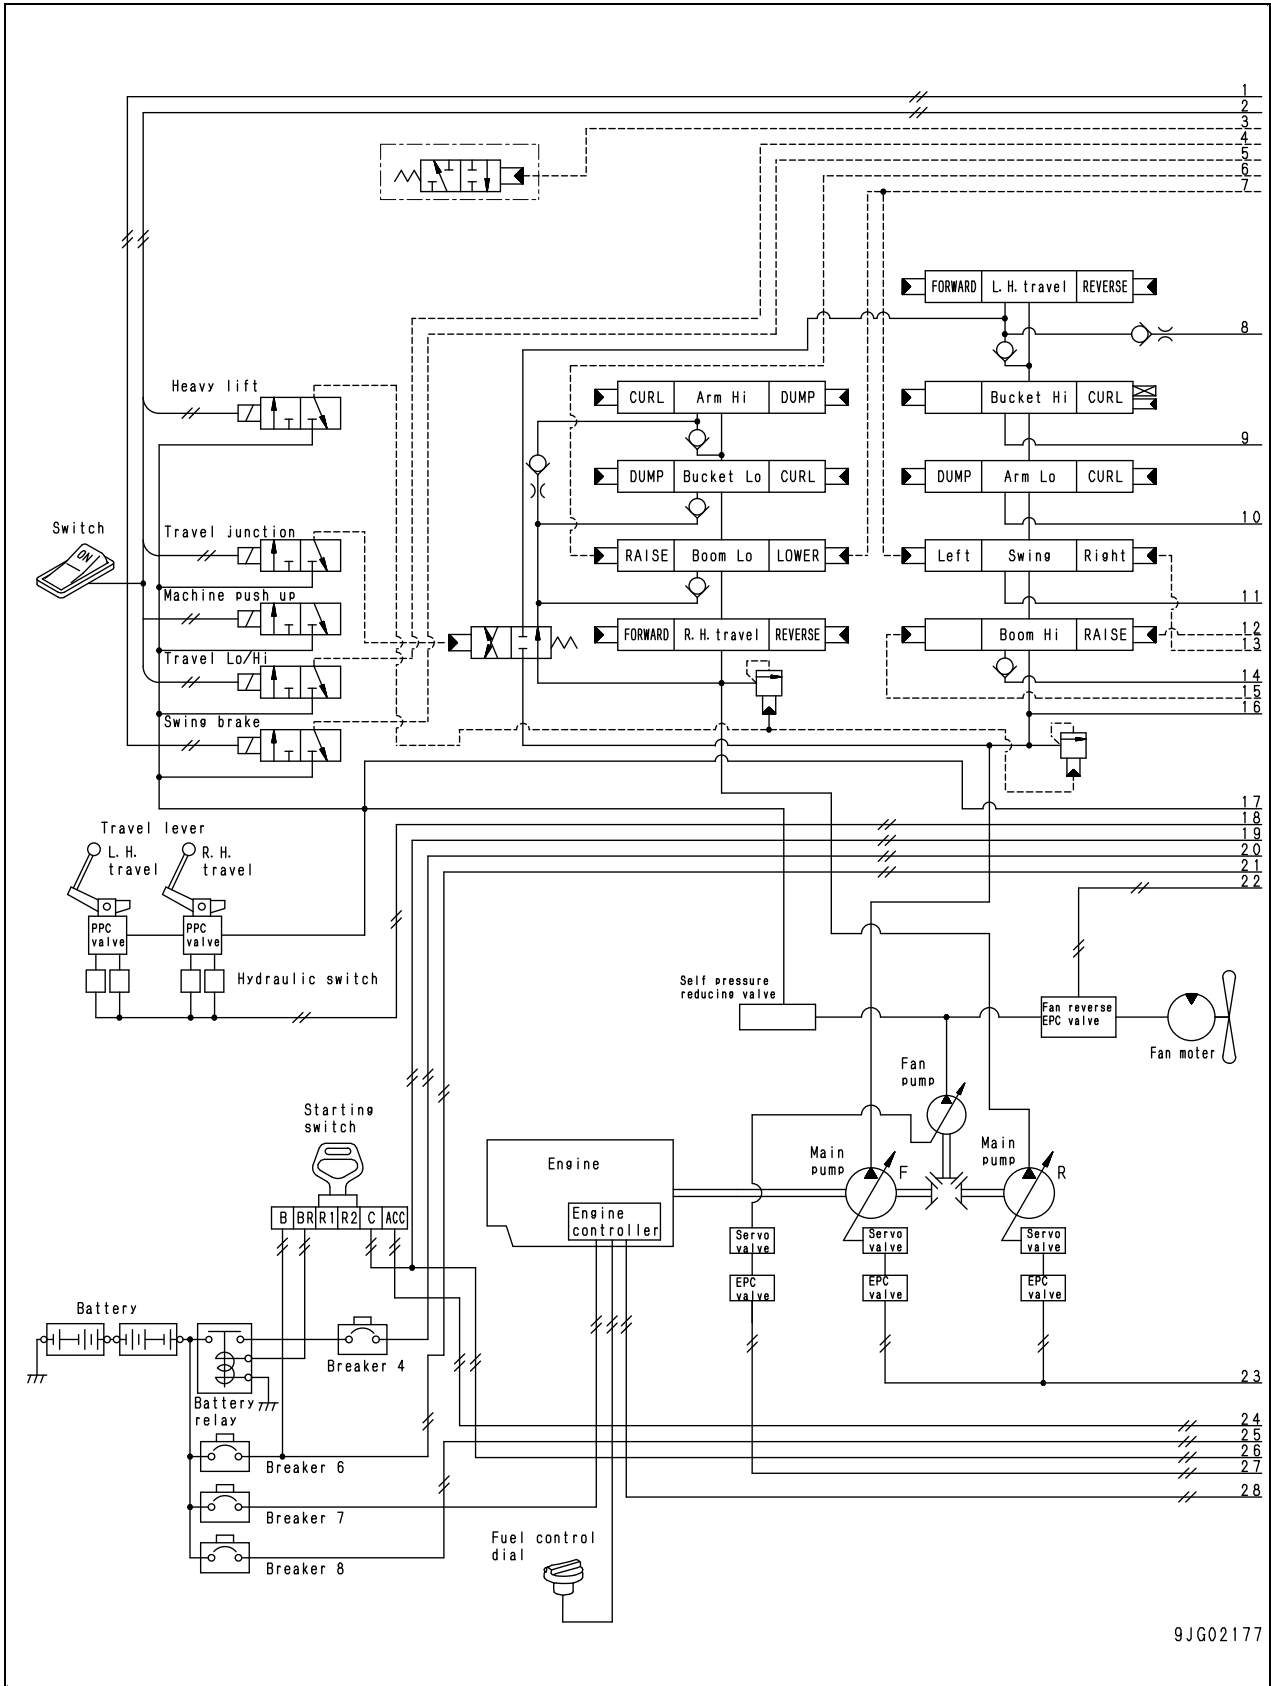 1
2
3
4
5
6
7
FORWARD L.H. travel REVERSE
8
Heavy lift
CURL Arm Hi DUMP
Bucket Hi CURL
9
DUMP Bucket Lo CURL
DUMP Arm Lo CURL
10
Switch
ON
Travel junction
RAISE Boom Lo LOWER
Left Swing Right
Machine push up
11
FORWARD R.H. travel REVERSE
Boom Hi RAISE
12
13
Travel Lo/Hi
14
15
16
Swing brake
17
18
19
20
21
22
Travel lever
L.H. travel
R.H. travel
PPC valve
PPC valve
Hydraulic switch
Self pressure
reducing valve
Fan reverse
EPC valve
Fan moter
Fan
pump
Starting
switch
Engine
Main
pump
F
Main
pump
R
B BR R1 R2 C ACC
Engine
controller
Servo
valve
Servo
valve
Servo
valve
EPC
valve
EPC
valve
EPC
valve
Battery
Breaker 4
23
Battery
relay
24
25
26
27
28
Breaker 6
Breaker 7
Breaker 8
Fuel control
dial
9JG02177